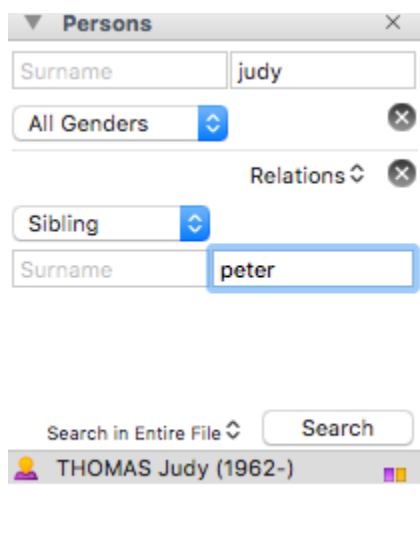 Persons
Surname judy
All Genders
Relations
Sibling
Surname peter
Search in Entire File Search
THOMAS Judy (1962-)